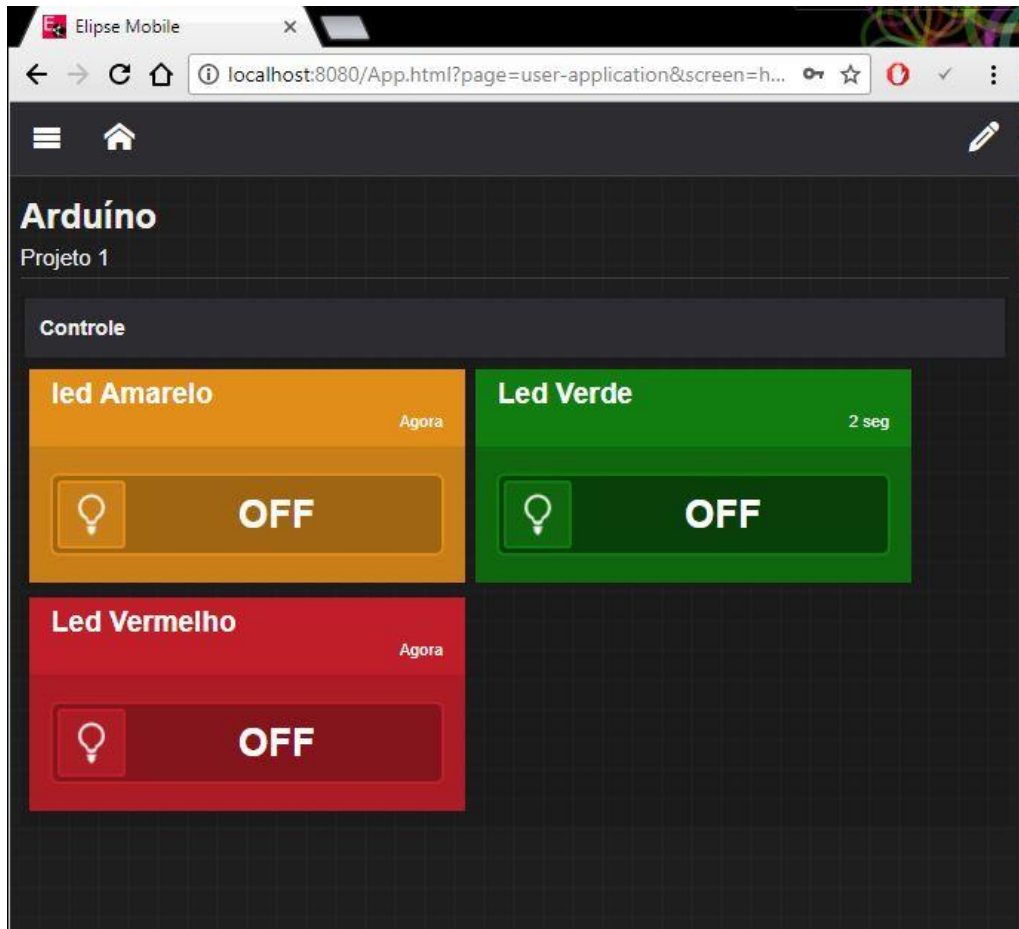 Elipse Mobile
localhost:8080/App.html?page=user-application&screen=h...
Arduíno
Projeto 1
Controle
led Amarelo
Agora
OFF
Led Verde
2 seg
OFF
Led Vermelho
Agora
OFF